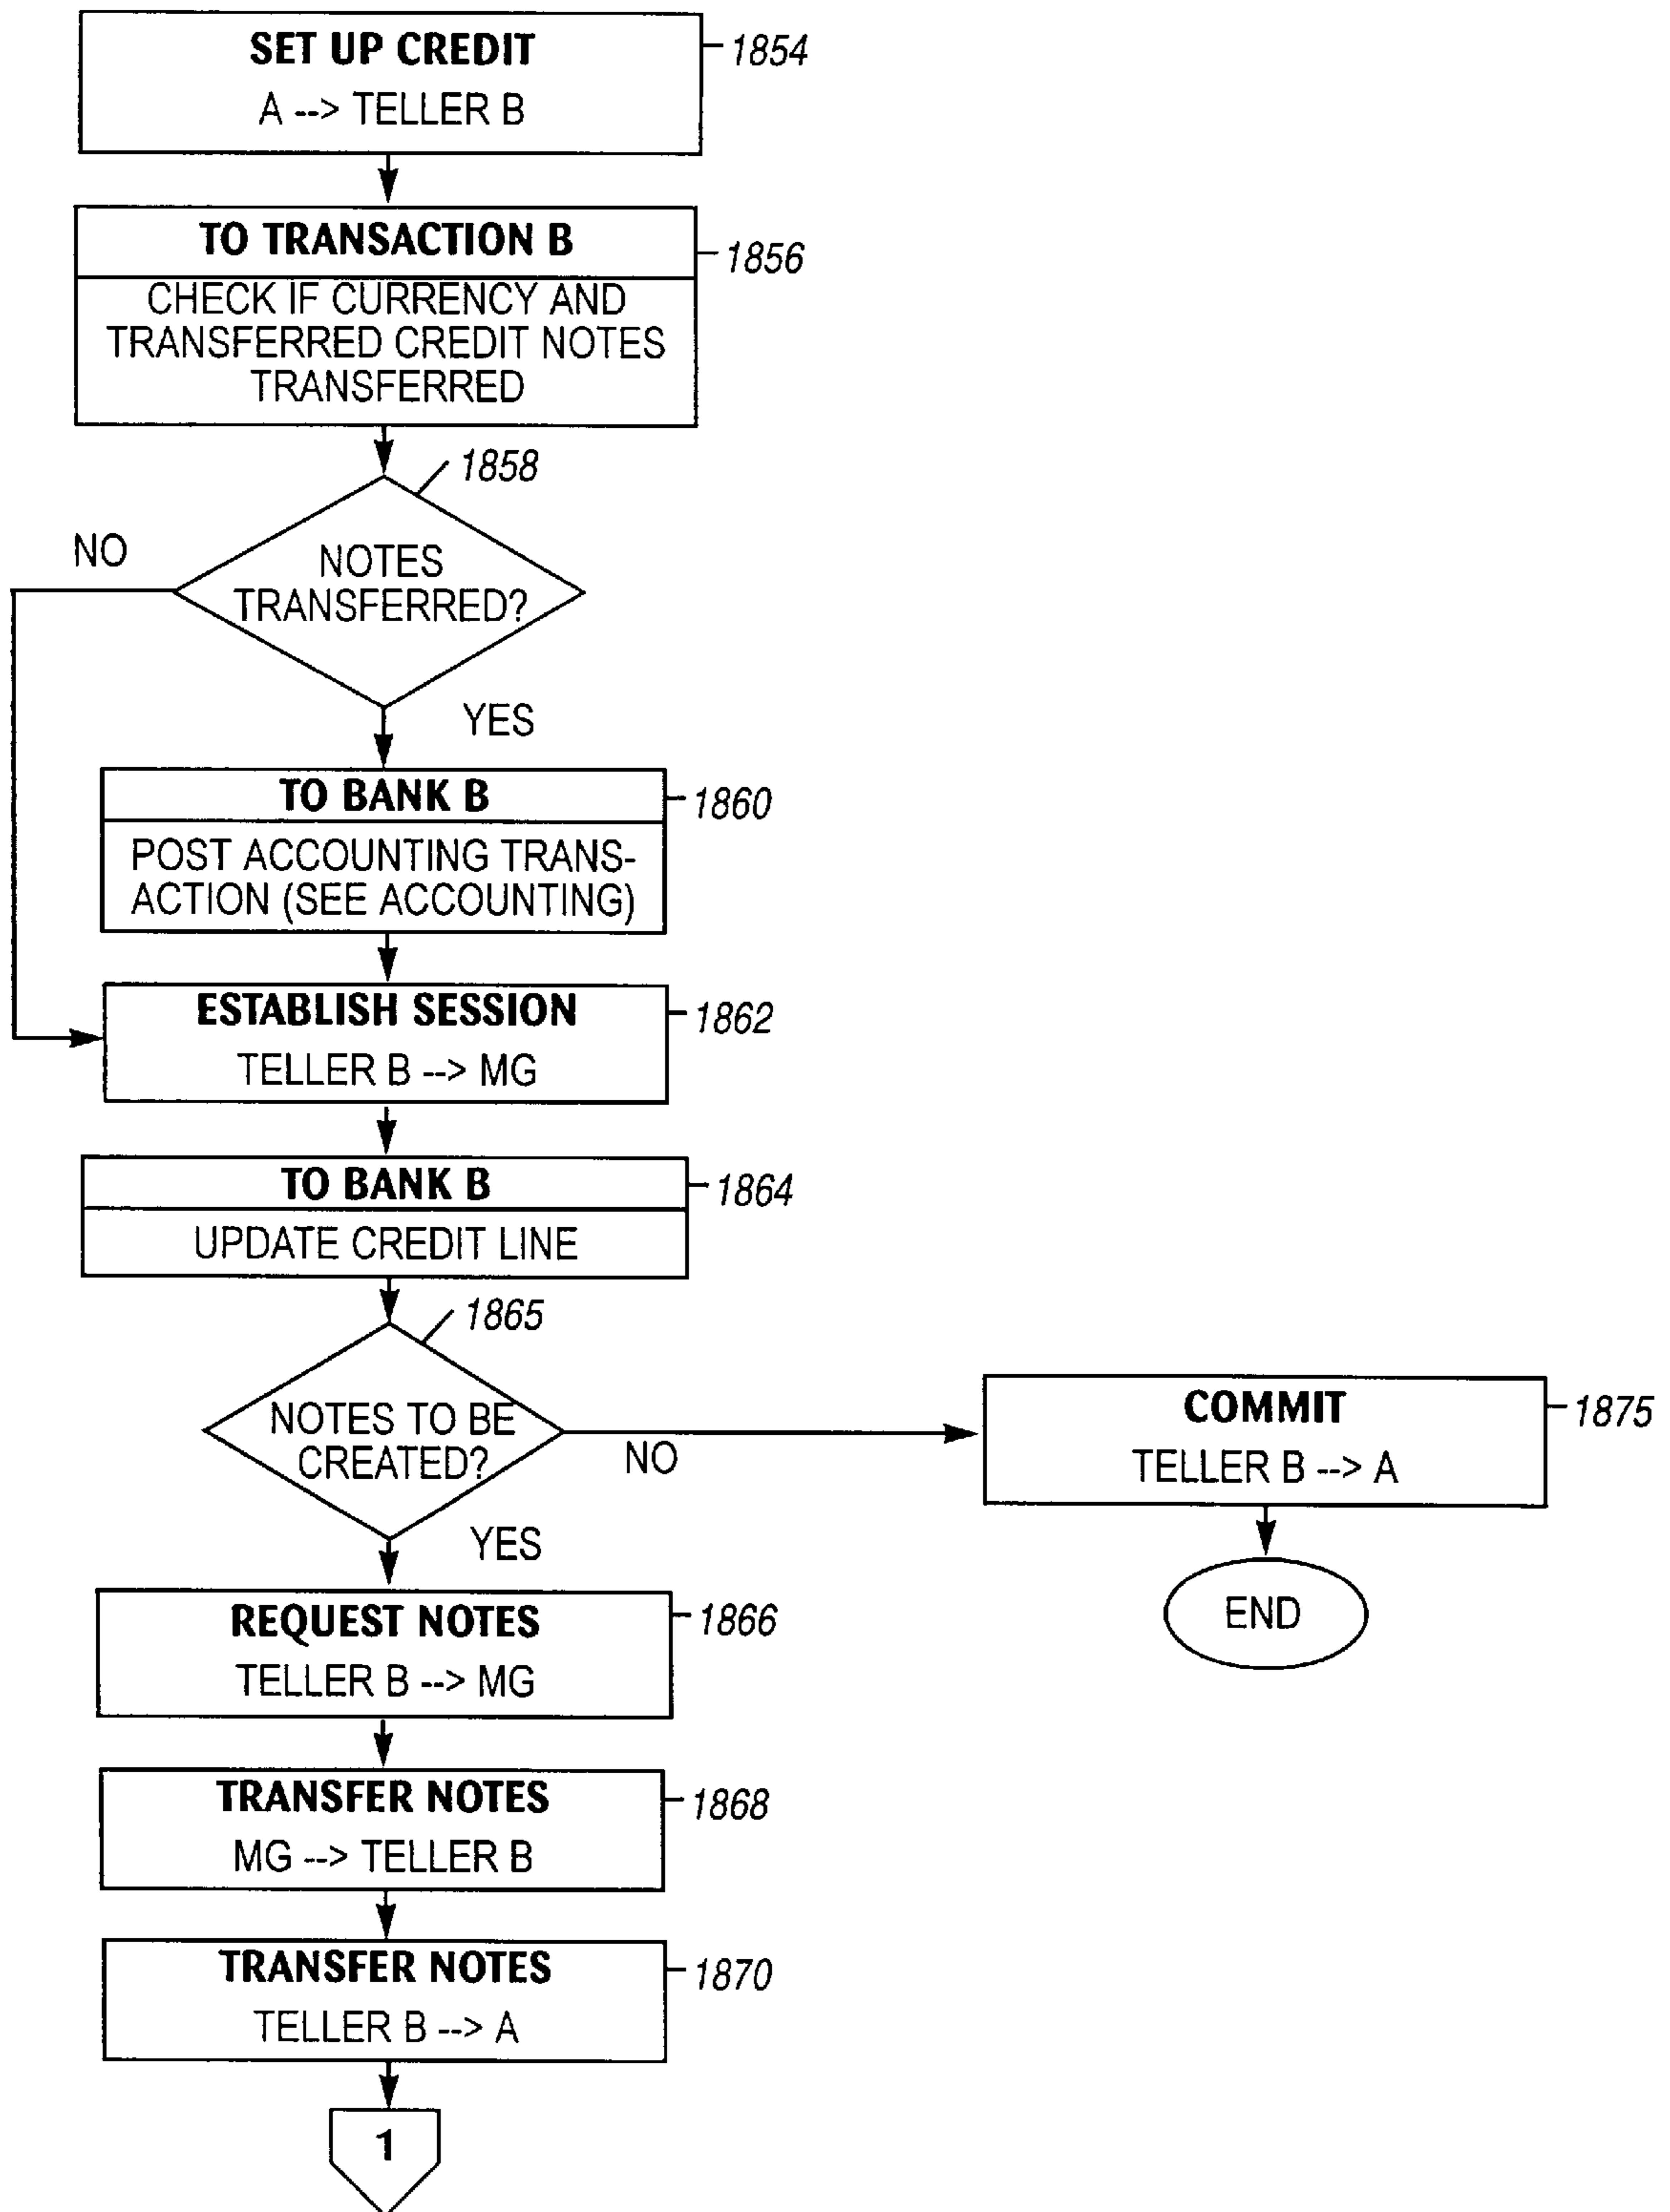 SET UP CREDIT
A --> TELLER B
1854
TO TRANSACTION B
1856
CHECK IF CURRENCY AND
TRANSFERRED CREDIT NOTES
TRANSFERRED
1858
NO
NOTES
TRANSFERRED?
YES
TO BANK B
1860
POST ACCOUNTING TRANS-
ACTION (SEE ACCOUNTING)
ESTABLISH SESSION
1862
TELLER B --> MG
TO BANK B
1864
UPDATE CREDIT LINE
1865
NOTES TO BE
CREATED?
NO
COMMIT
1875
TELLER B --> A
END
YES
REQUEST NOTES
1866
TELLER B --> MG
TRANSFER NOTES
1868
MG --> TELLER B
TRANSFER NOTES
1870
TELLER B --> A
1